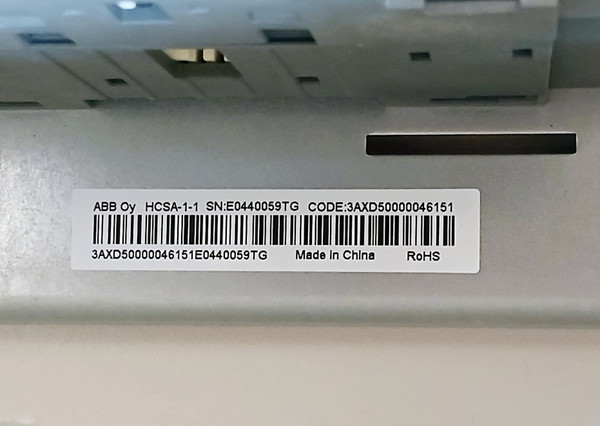 ABB Oy HCSA-1-1 SN:E0440059TG CODE:3AXD50000046151
3AXD50000046151E0440059TG Made in China RoHS